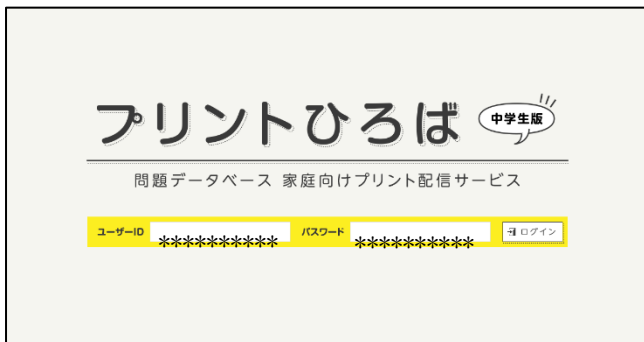 プリントひろば 中学生版
問題データベース 家庭向けプリント配信サービス
ユーザーID ********** パスワード ********** ログイン